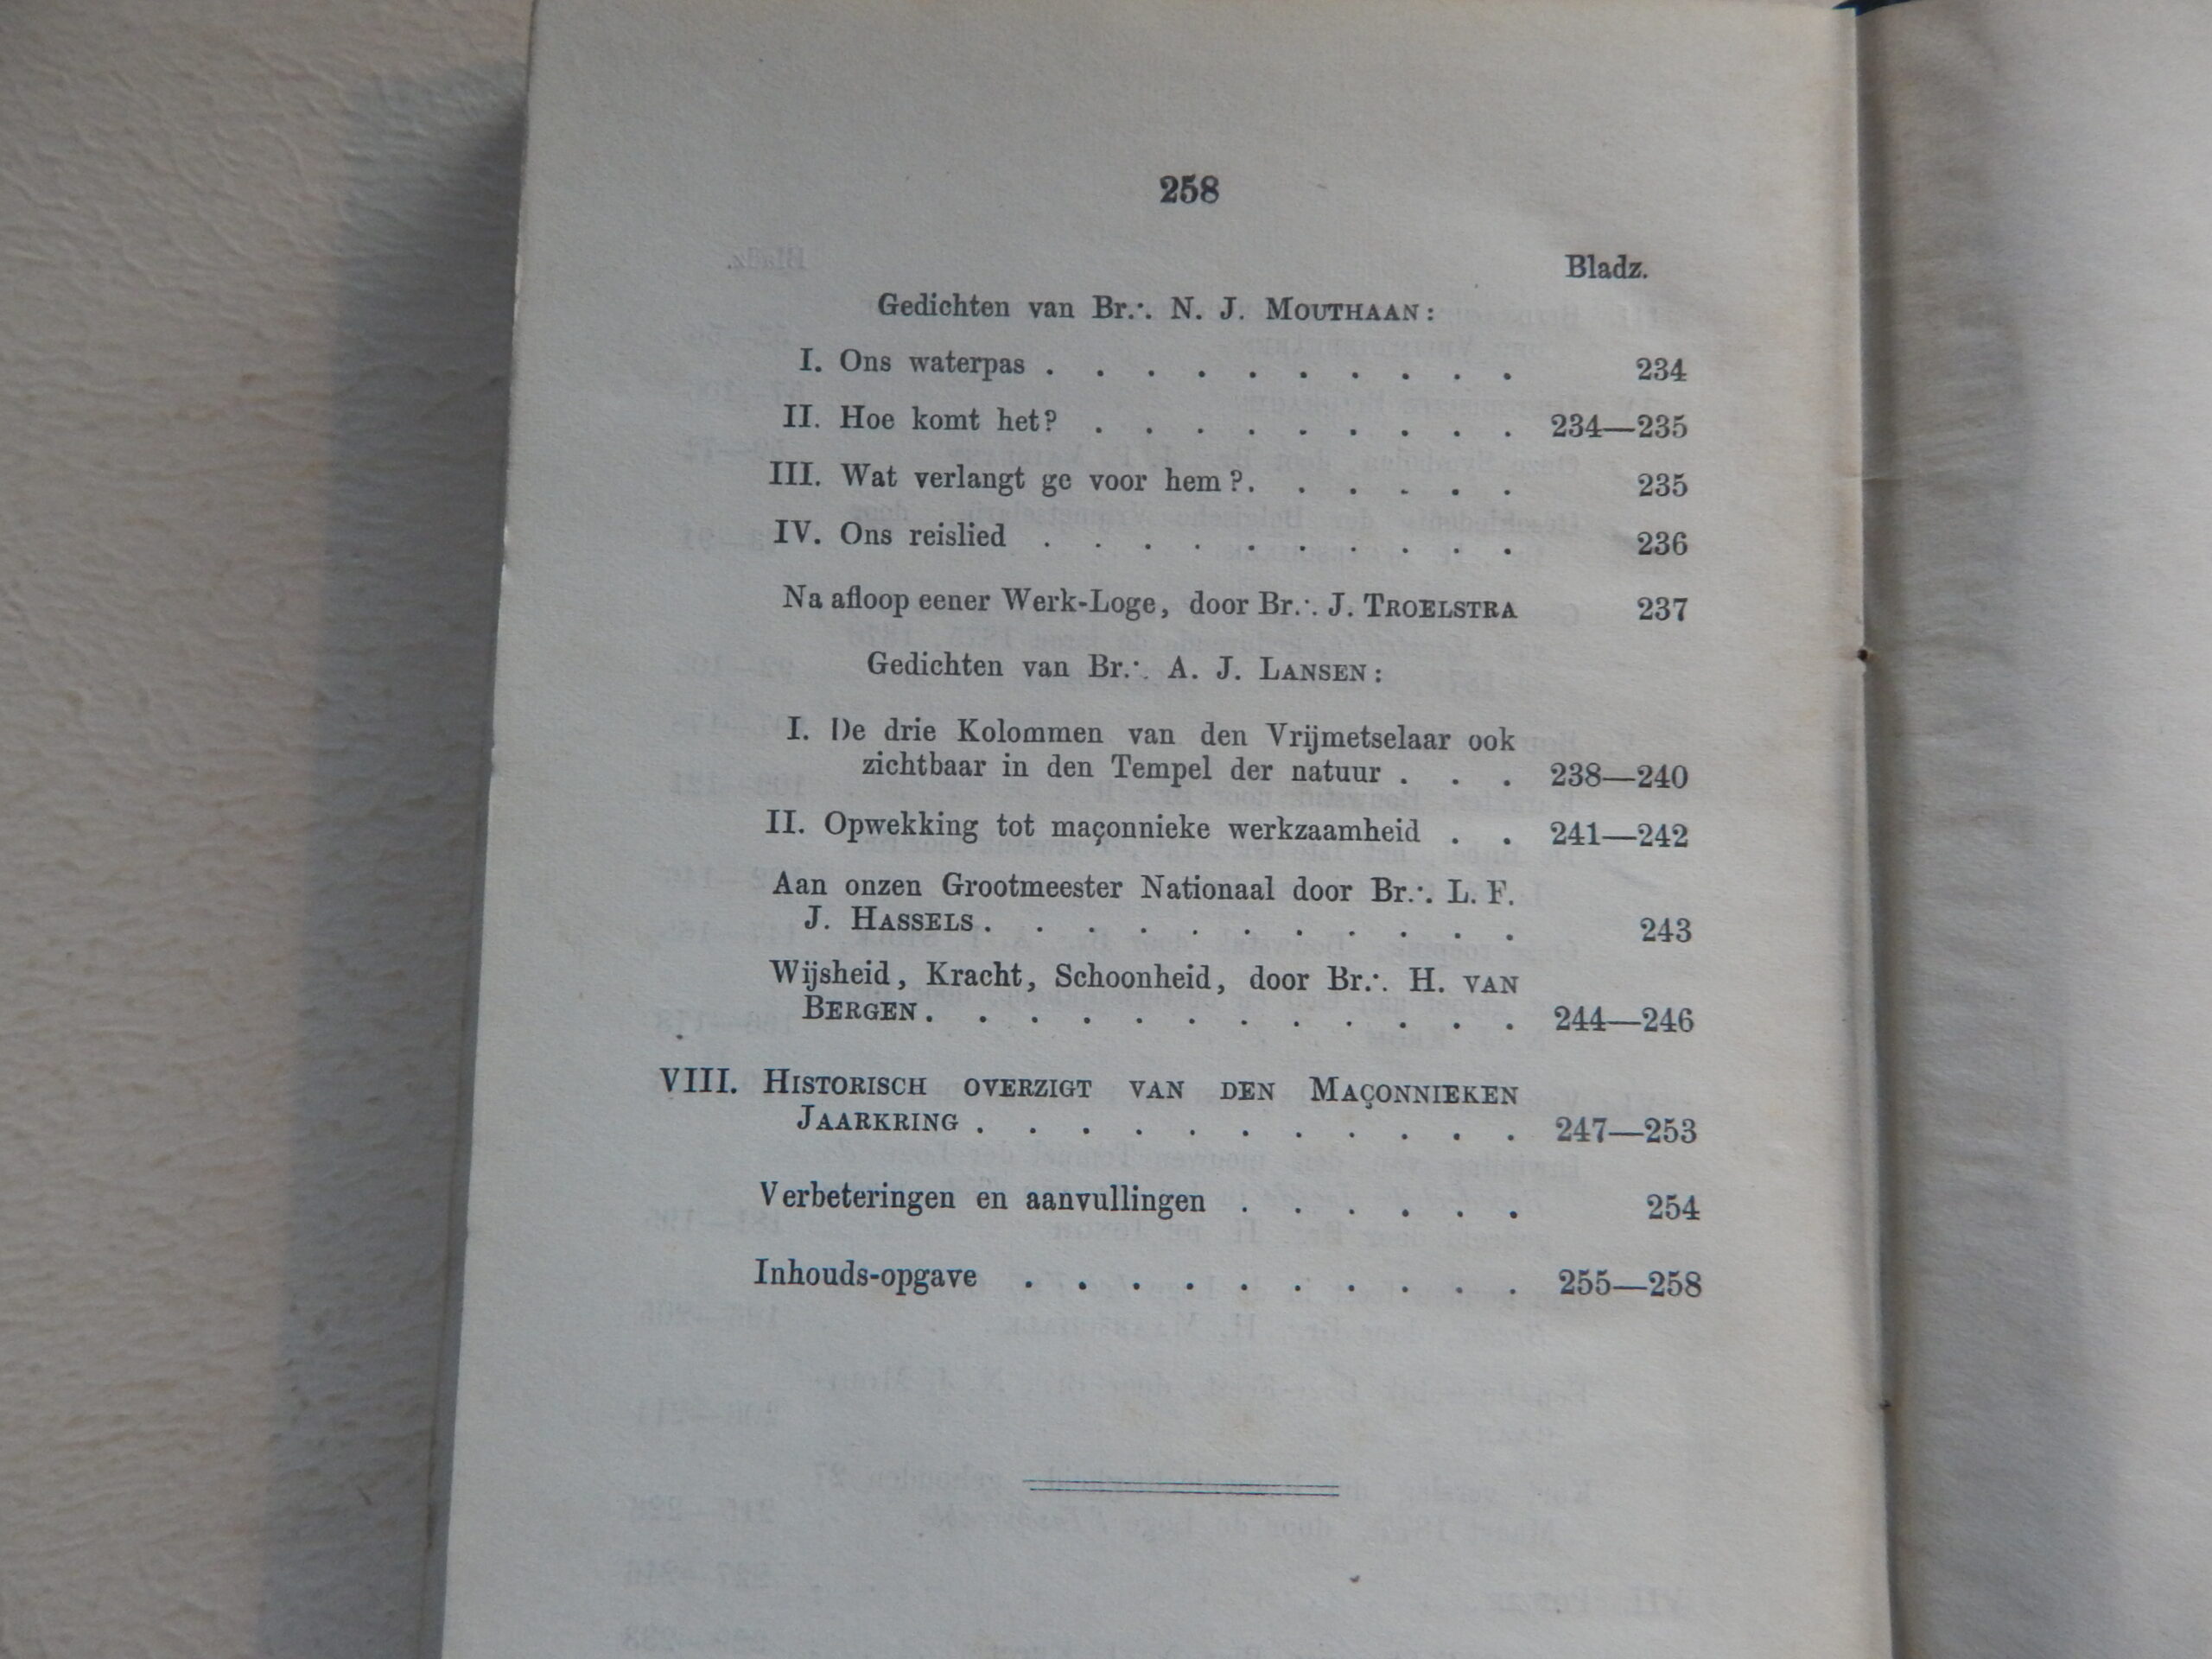 258
Bladz.
Gedichten van Br∴ N. J. MOUTHAAN:
I. Ons waterpas . . . . . . . . . . 234
II. Hoe komt het? . . . . . . . . . 234—235
III. Wat verlangt ge voor hem?. . . . . . 235
IV. Ons reislied . . . . . . . . . . 236
Na afloop eener Werk-Loge, door Br∴ J. TROELSTRA 237
Gedichten van Br∴ A. J. LANSEN:
I. De drie Kolommen van den Vrijmetselaar ook
zichtbaar in den Tempel der natuur . . . 238—240
II. Opwekking tot maçonnieke werkzaamheid . . 241—242
Aan onzen Grootmeester Nationaal door Br∴ L. F.
J. HASSELS . . . . . . . . . . . 243
Wijsheid, Kracht, Schoonheid, door Br∴ H. VAN
BERGEN . . . . . . . . . . . . 244—246
VIII. HISTORISCH OVERZIGT VAN DEN MAÇONNIEKEN
JAARKRING . . . . . . . . . . . 247—253
Verbeteringen en aanvullingen . . . . . . 254
Inhouds-opgave . . . . . . . . . . 255—258